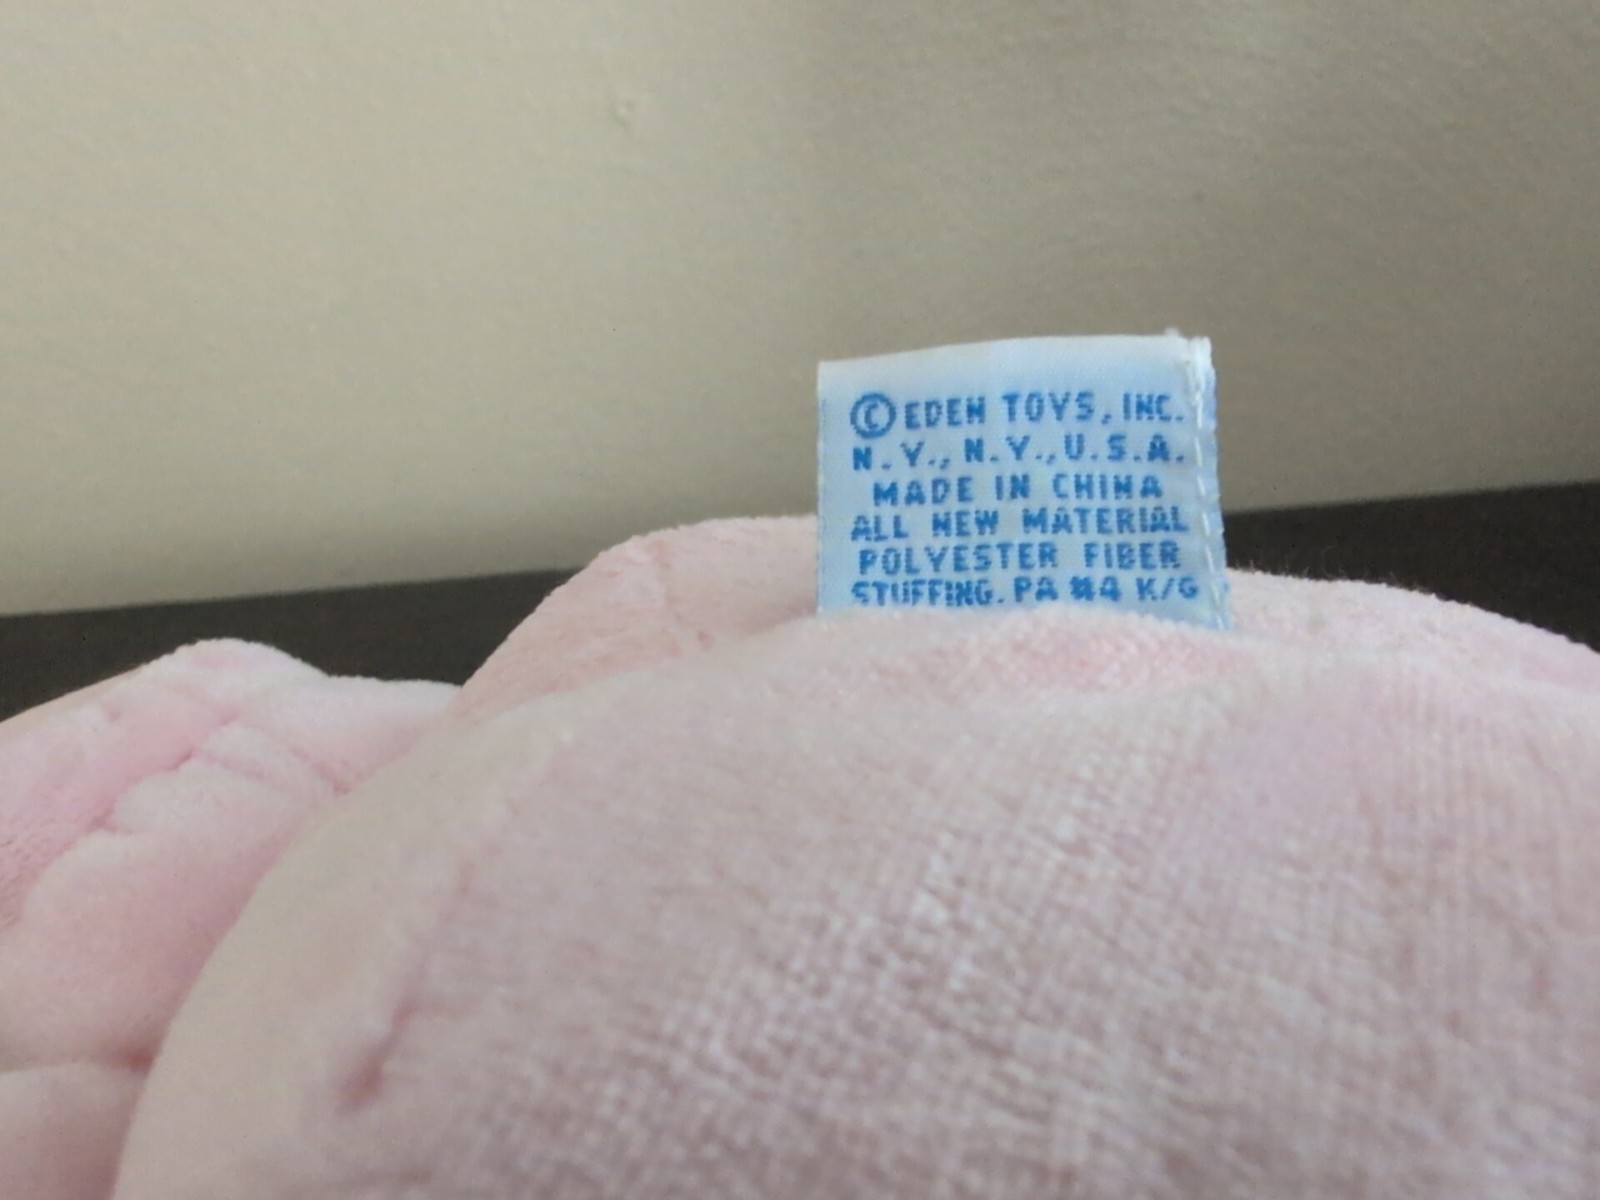 © EDEN TOYS, INC.
N.Y., N.Y., U.S.A.
MADE IN CHINA
ALL NEW MATERIAL
POLYESTER FIBER
STUFFING. PA #4 K/G